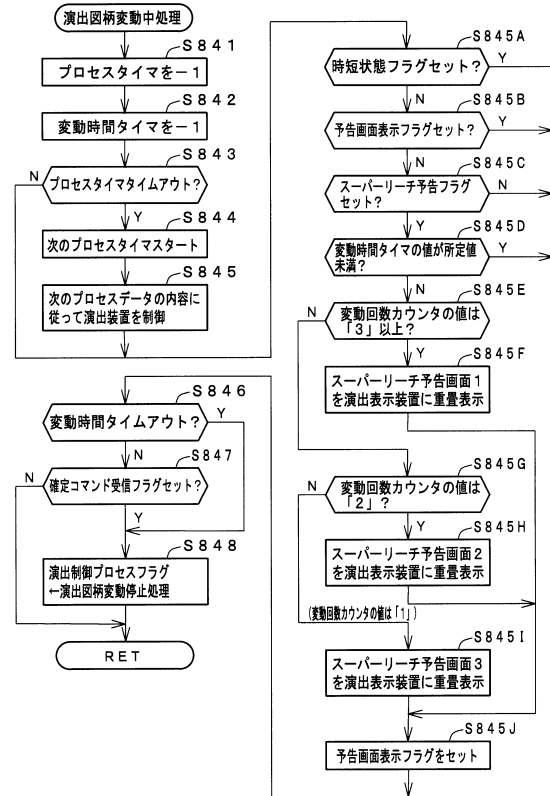 演出図柄変動中処理
S841
プロセスタイマを－1
S842
変動時間タイマを－1
S843
N
プロセスタイマタイムアウト？
Y
S844
次のプロセスタイマスタート
S845
次のプロセスデータの内容に
従って演出装置を制御
S846
変動時間タイムアウト？
Y
N
S847
N
確定コマンド受信フラグセット？
Y
S848
演出制御プロセスフラグ
←演出図柄変動停止処理
RET
S845A
時短状態フラグセット？
Y
N
S845B
予告画面表示フラグセット？
Y
N
S845C
スーパーリーチ予告フラグ
セット？
N
Y
S845D
変動時間タイマの値が所定値
未満？
Y
N
S845E
N
変動回数カウンタの値は
「3」以上？
Y
S845F
スーパーリーチ予告画面1
を演出表示装置に重畳表示
S845G
N
変動回数カウンタの値は
「2」？
Y
S845H
スーパーリーチ予告画面2
を演出表示装置に重畳表示
(変動回数カウンタの値は「1」)
S845I
スーパーリーチ予告画面3
を演出表示装置に重畳表示
S845J
予告画面表示フラグをセット